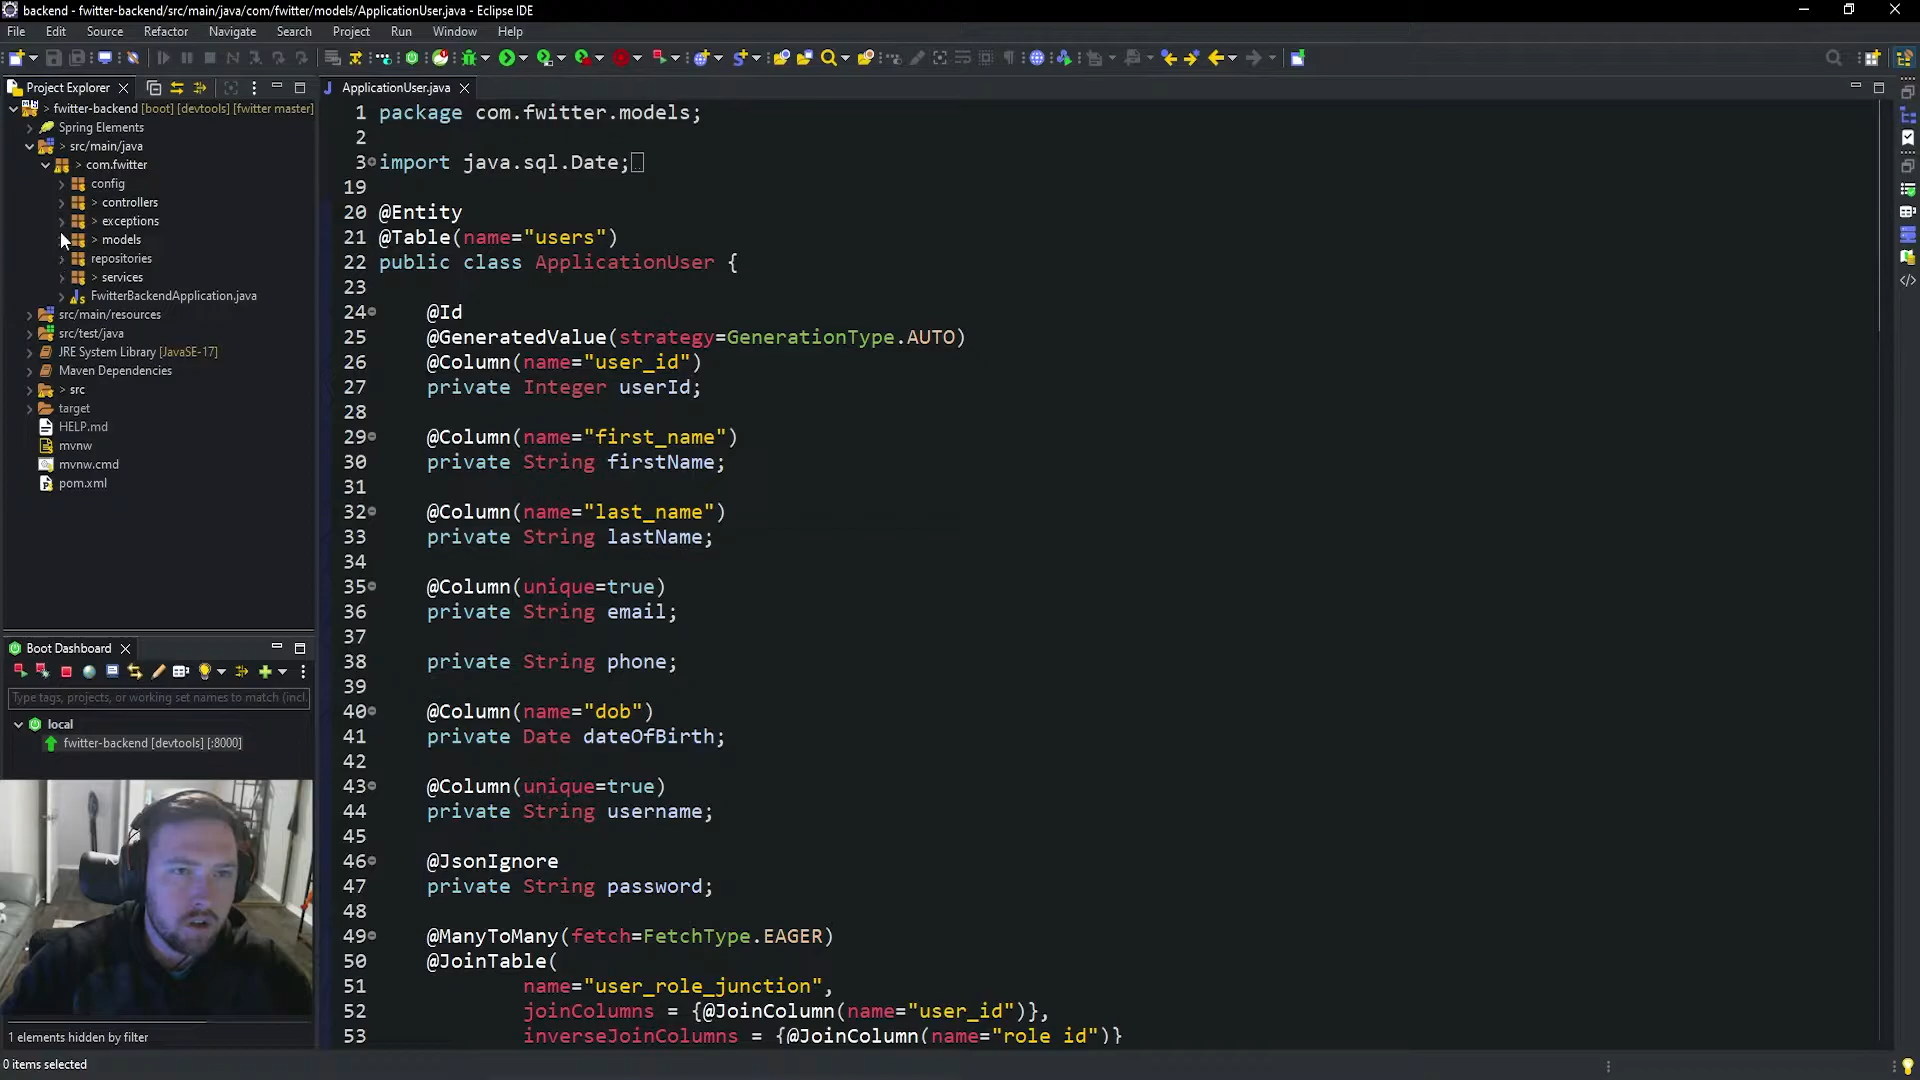 backend - fwitter-backend/src/main/java/com/fwitter/models/ApplicationUser.java - Eclipse IDE
File Edit Source Refactor Navigate Search Project Run Window Help
Project Explorer
ApplicationUser.java
> fwitter-backend [boot] [devtools] [fwitter master]
Spring Elements
> src/main/java
> com.fwitter
config
> controllers
> exceptions
> models
repositories
> services
FwitterBackendApplication.java
src/main/resources
src/test/java
JRE System Library [JavaSE-17]
Maven Dependencies
> src
target
HELP.md
mvnw
mvnw.cmd
pom.xml
Boot Dashboard
Type tags, projects, or working set names to match (incl.
local
fwitter-backend [devtools] [:8000]
1 elements hidden by filter
0 items selected
1 package com.fwitter.models;
2
3 import java.sql.Date;
19
20 @Entity
21 @Table(name="users")
22 public class ApplicationUser {
23
24 @Id
25 @GeneratedValue(strategy=GenerationType.AUTO)
26 @Column(name="user_id")
27 private Integer userId;
28
29 @Column(name="first_name")
30 private String firstName;
31
32 @Column(name="last_name")
33 private String lastName;
34
35 @Column(unique=true)
36 private String email;
37
38 private String phone;
39
40 @Column(name="dob")
41 private Date dateOfBirth;
42
43 @Column(unique=true)
44 private String username;
45
46 @JsonIgnore
47 private String password;
48
49 @ManyToMany(fetch=FetchType.EAGER)
50 @JoinTable(
51 name="user_role_junction",
52 joinColumns = {@JoinColumn(name="user_id")},
53 inverseJoinColumns = {@JoinColumn(name="role_id")}